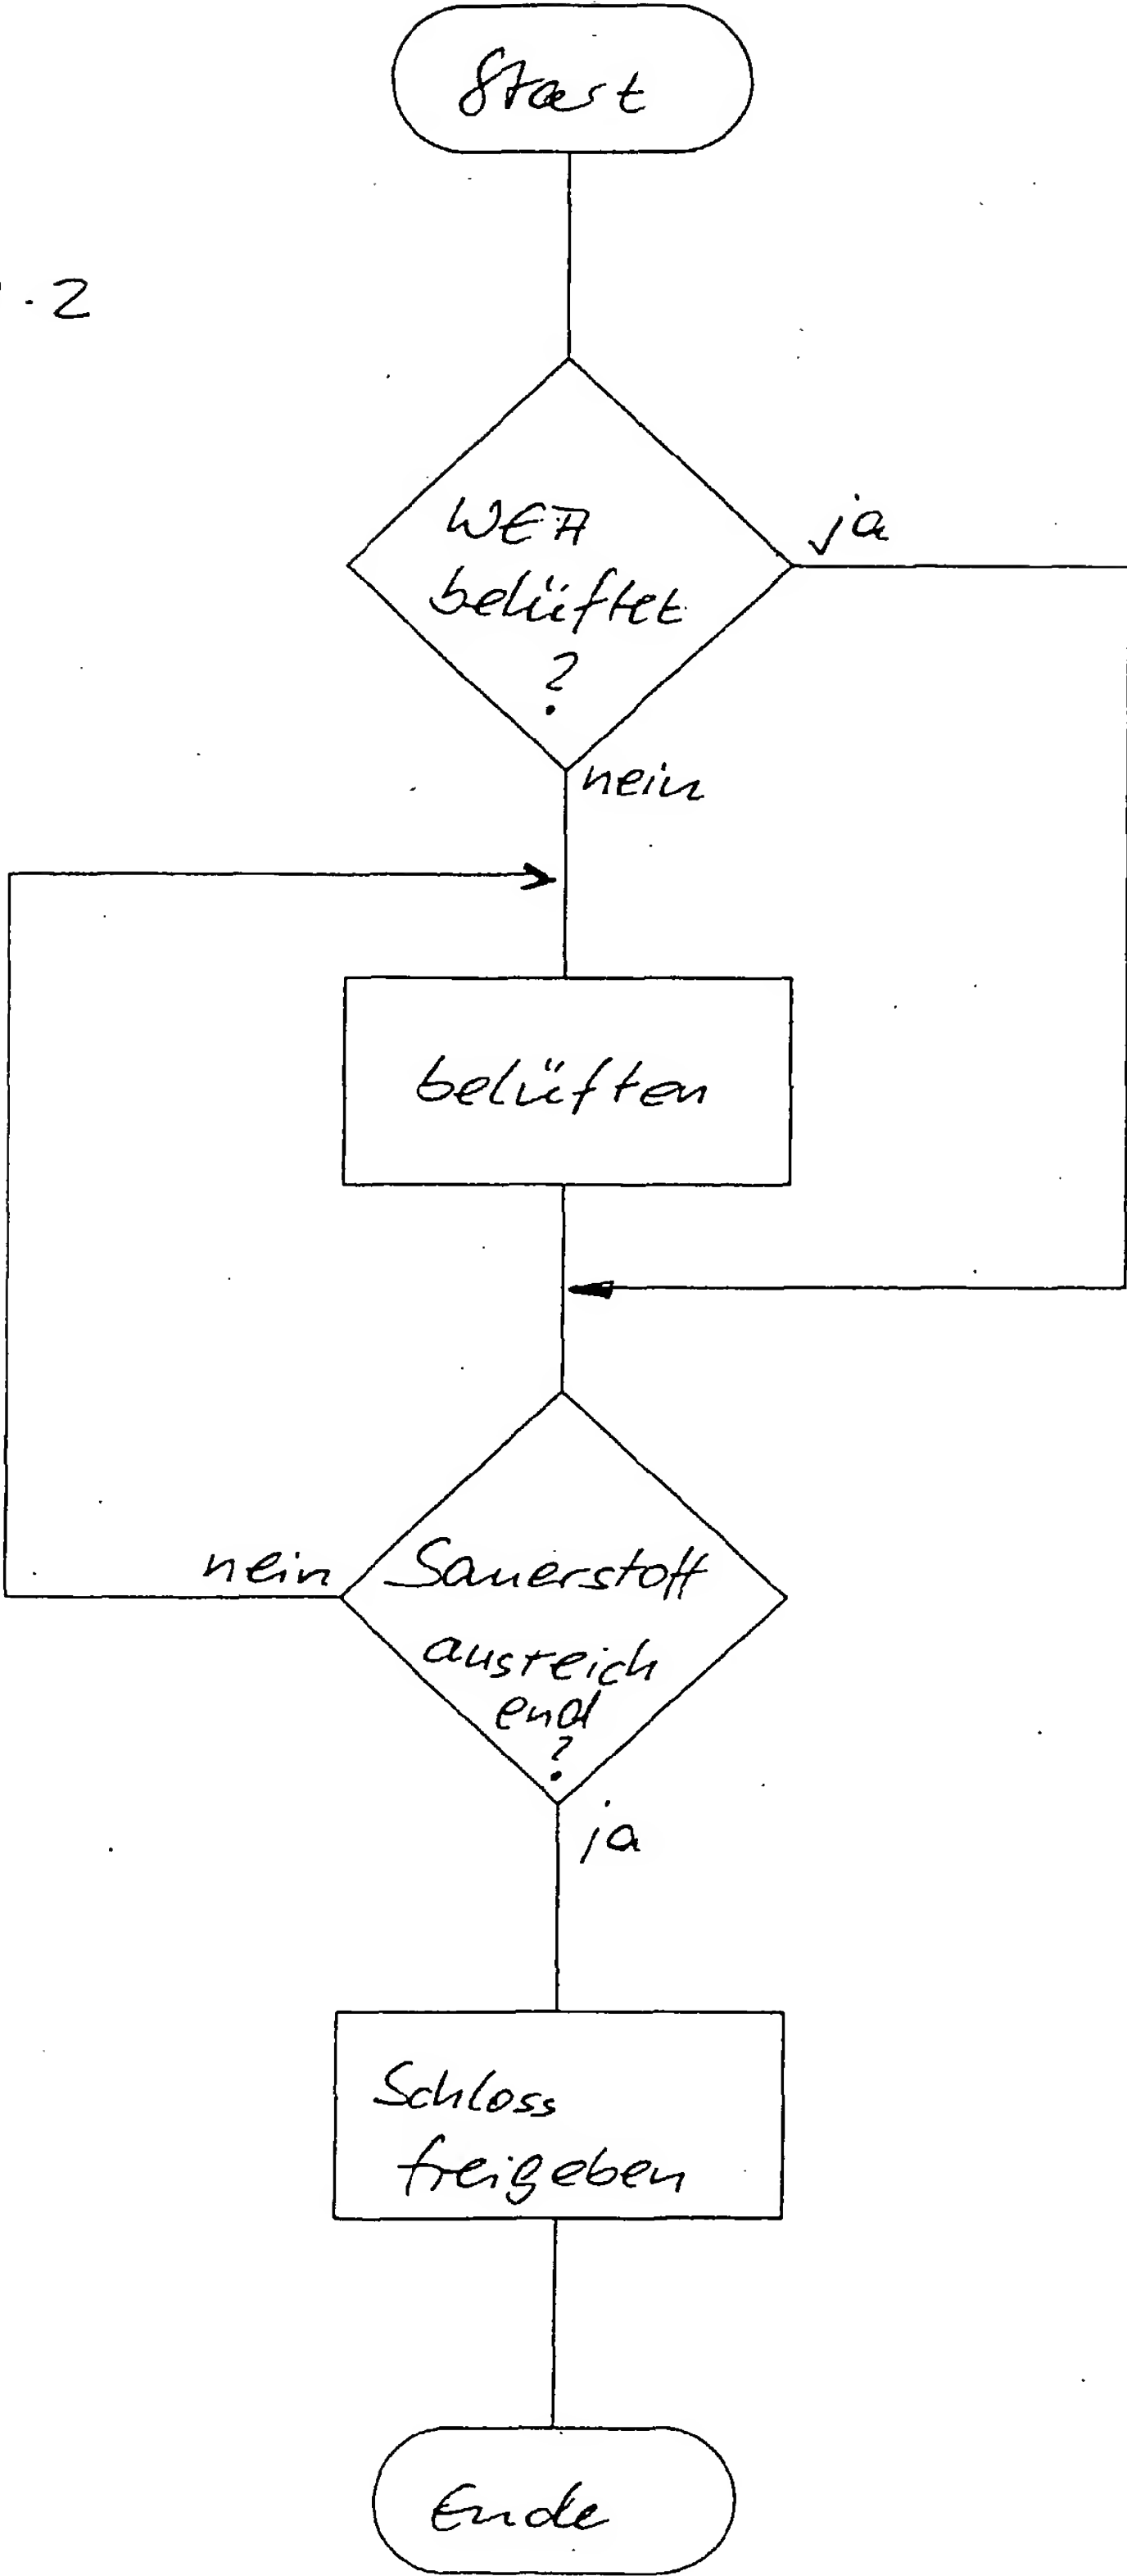 Start
. 2
WEA
belüftet
?
ja
nein
belüften
nein
Sauerstoff
ausreich
end
?
ja
Schloss
freigeben
Ende